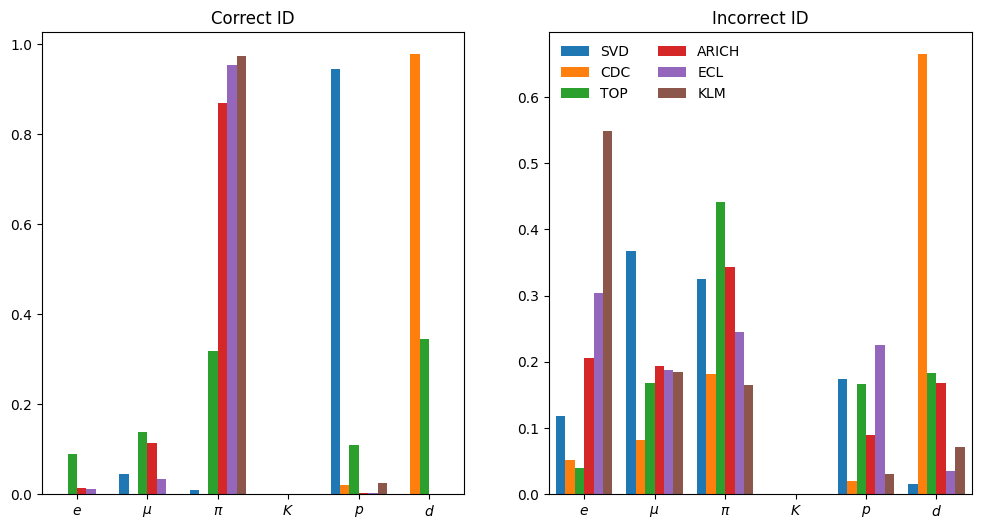 Correct ID
1.0
0.8
0.6
0.4
0.2
0.0
e μ π K p d
Incorrect ID
SVD ARICH
CDC ECL
TOP KLM
0.6
0.5
0.4
0.3
0.2
0.1
0.0
e μ π K p d